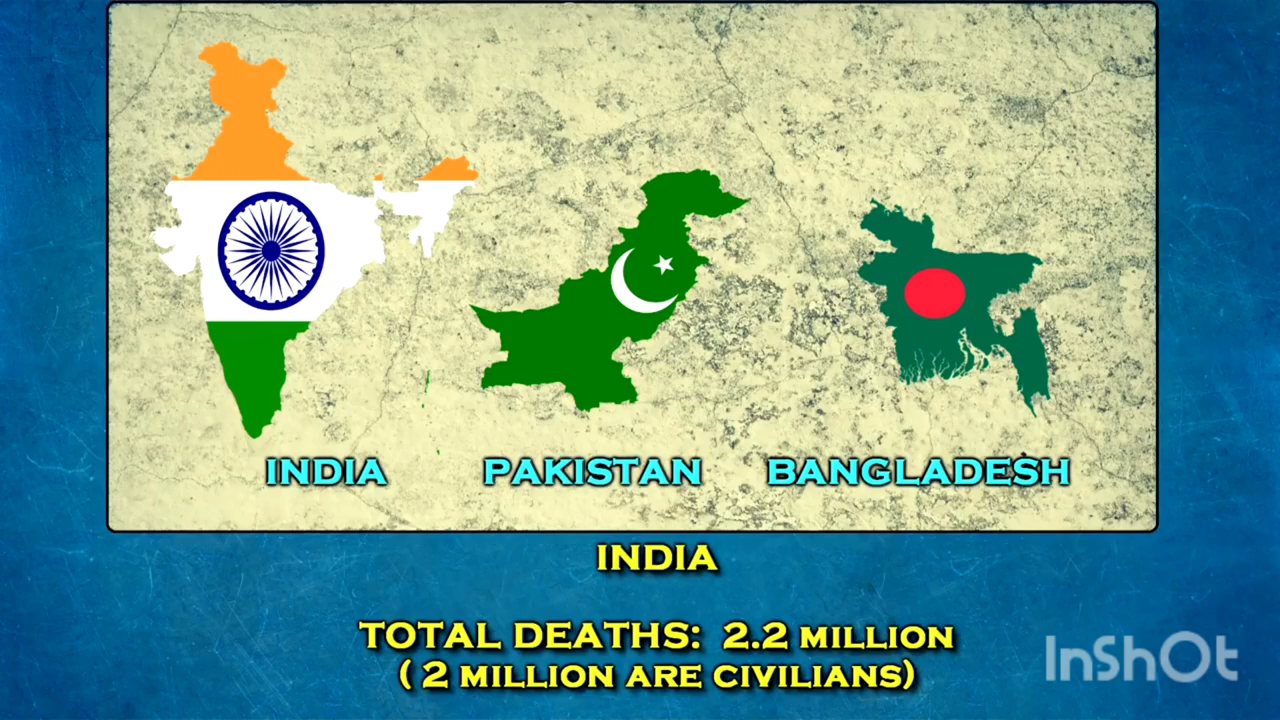 INDIA
PAKISTAN
BANGLADESH
INDIA
TOTAL DEATHS: 2.2 MILLION
( 2 MILLION ARE CIVILIANS)
InShOt